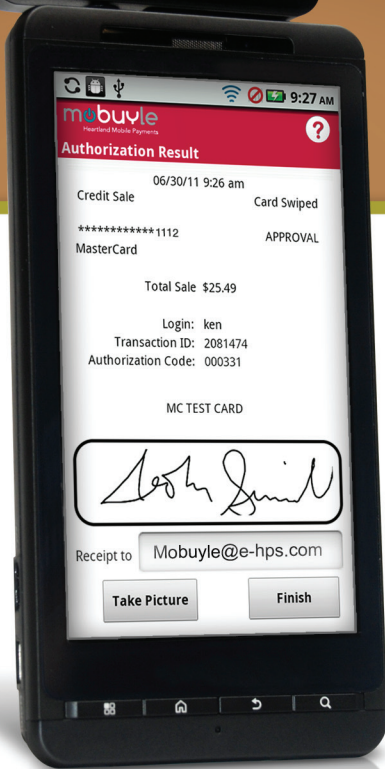 9:27 AM
mobuyle
Heartland Mobile Payments
?
Authorization Result
06/30/11 9:26 am
Credit Sale
Card Swiped
************1112
APPROVAL
MasterCard
Total Sale $25.49
Login: ken
Transaction ID: 2081474
Authorization Code: 000331
MC TEST CARD
Receipt to Mobuyle@e-hps.com
Take Picture
Finish